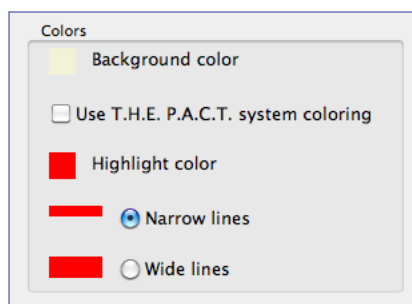 Colors
Background color
Use T.H.E. P.A.C.T. system coloring
Highlight color
Narrow lines
Wide lines